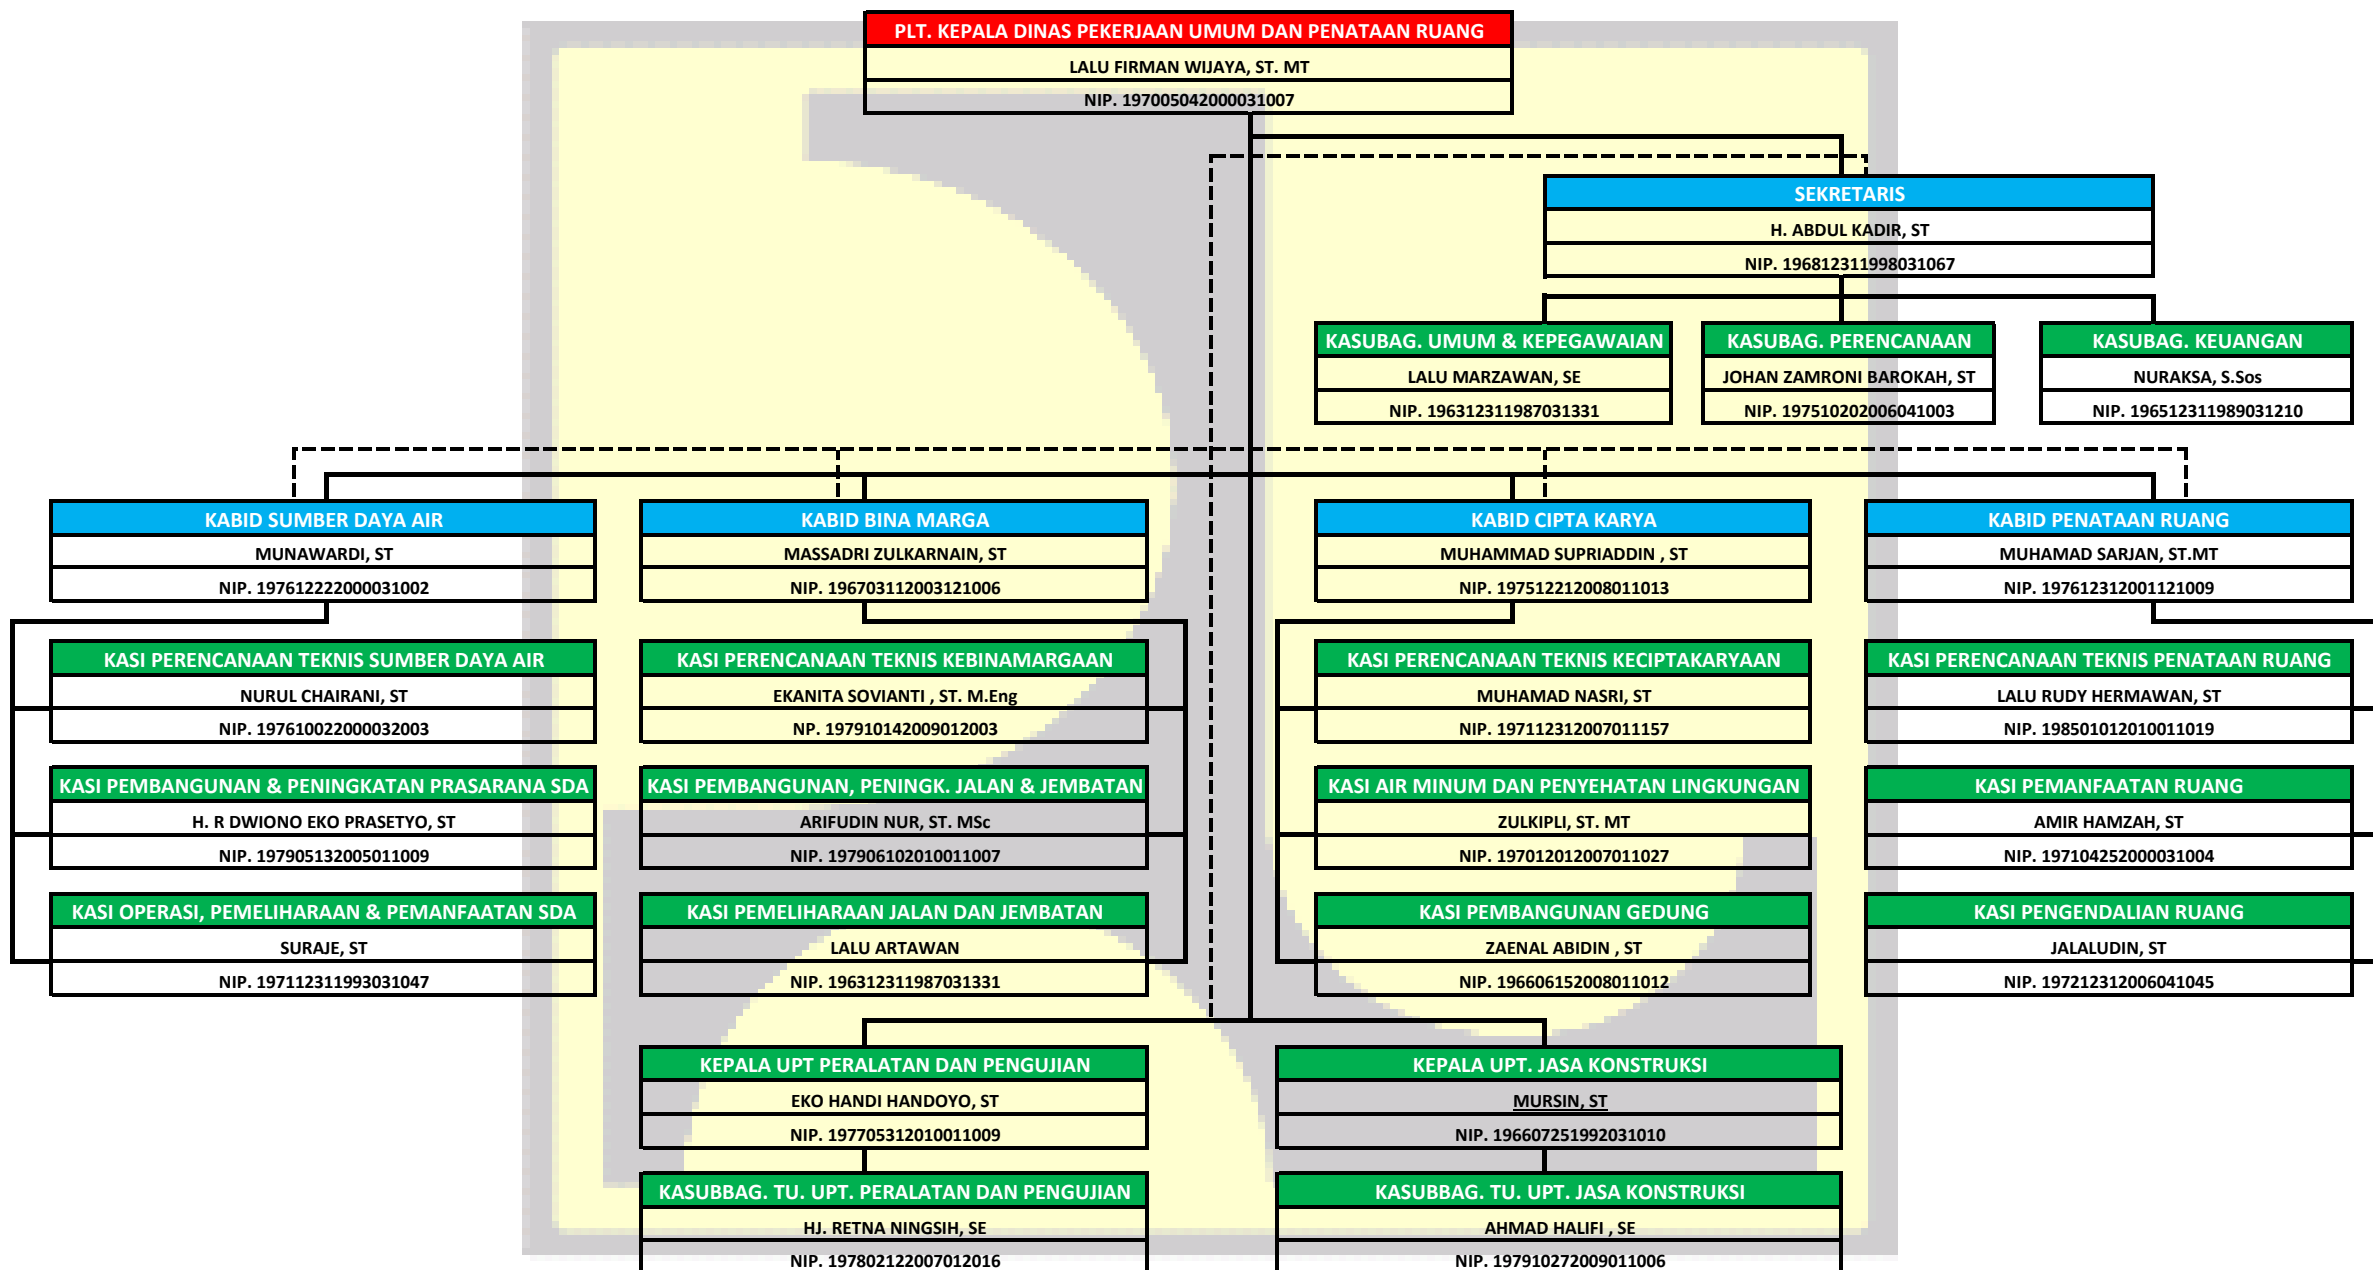 PLT. KEPALA DINAS PEKERJAAN UMUM DAN PENATAAN RUANG
LALU FIRMAN WIJAYA, ST. MT
NIP. 197005042000031007
SEKRETARIS
H. ABDUL KADIR, ST
NIP. 196812311998031067
KASUBAG. UMUM & KEPEGAWAIAN
LALU MARZAWAN, SE
NIP. 196312311987031331
KASUBAG. PERENCANAAN
JOHAN ZAMRONI BAROKAH, ST
NIP. 197510202006041003
KASUBAG. KEUANGAN
NURAKSA, S.Sos
NIP. 196512311989031210
KABID SUMBER DAYA AIR
MUNAWARDI, ST
NIP. 197612222000031002
KABID BINA MARGA
MASSADRI ZULKARNAIN, ST
NIP. 196703112003121006
KABID CIPTA KARYA
MUHAMMAD SUPRIADDIN , ST
NIP. 197512212008011013
KABID PENATAAN RUANG
MUHAMAD SARJAN, ST.MT
NIP. 197612312001121009
KASI PERENCANAAN TEKNIS SUMBER DAYA AIR
NURUL CHAIRANI, ST
NIP. 197610022000032003
KASI PERENCANAAN TEKNIS KEBINAMARGAAN
EKANITA SOVIANTI , ST. M.Eng
NP. 197910142009012003
KASI PERENCANAAN TEKNIS KECIPTAKARYAAN
MUHAMAD NASRI, ST
NIP. 197112312007011157
KASI PERENCANAAN TEKNIS PENATAAN RUANG
LALU RUDY HERMAWAN, ST
NIP. 198501012010011019
KASI PEMBANGUNAN & PENINGKATAN PRASARANA SDA
H. R DWIONO EKO PRASETYO, ST
NIP. 197905132005011009
KASI PEMBANGUNAN, PENINGK. JALAN & JEMBATAN
ARIFUDIN NUR, ST. MSc
NIP. 197906102010011007
KASI AIR MINUM DAN PENYEHATAN LINGKUNGAN
ZULKIPLI, ST. MT
NIP. 197012012007011027
KASI PEMANFAATAN RUANG
AMIR HAMZAH, ST
NIP. 197104252000031004
KASI OPERASI, PEMELIHARAAN & PEMANFAATAN SDA
SURAJE, ST
NIP. 197112311993031047
KASI PEMELIHARAAN JALAN DAN JEMBATAN
LALU ARTAWAN
NIP. 196312311987031331
KASI PEMBANGUNAN GEDUNG
ZAENAL ABIDIN , ST
NIP. 196606152008011012
KASI PENGENDALIAN RUANG
JALALUDIN, ST
NIP. 197212312006041045
KEPALA UPT PERALATAN DAN PENGUJIAN
EKO HANDI HANDOYO, ST
NIP. 197705312010011009
KEPALA UPT. JASA KONSTRUKSI
MURSIN, ST
NIP. 196607251992031010
KASUBBAG. TU. UPT. PERALATAN DAN PENGUJIAN
HJ. RETNA NINGSIH, SE
NIP. 197802122007012016
KASUBBAG. TU. UPT. JASA KONSTRUKSI
AHMAD HALIFI , SE
NIP. 197910272009011006